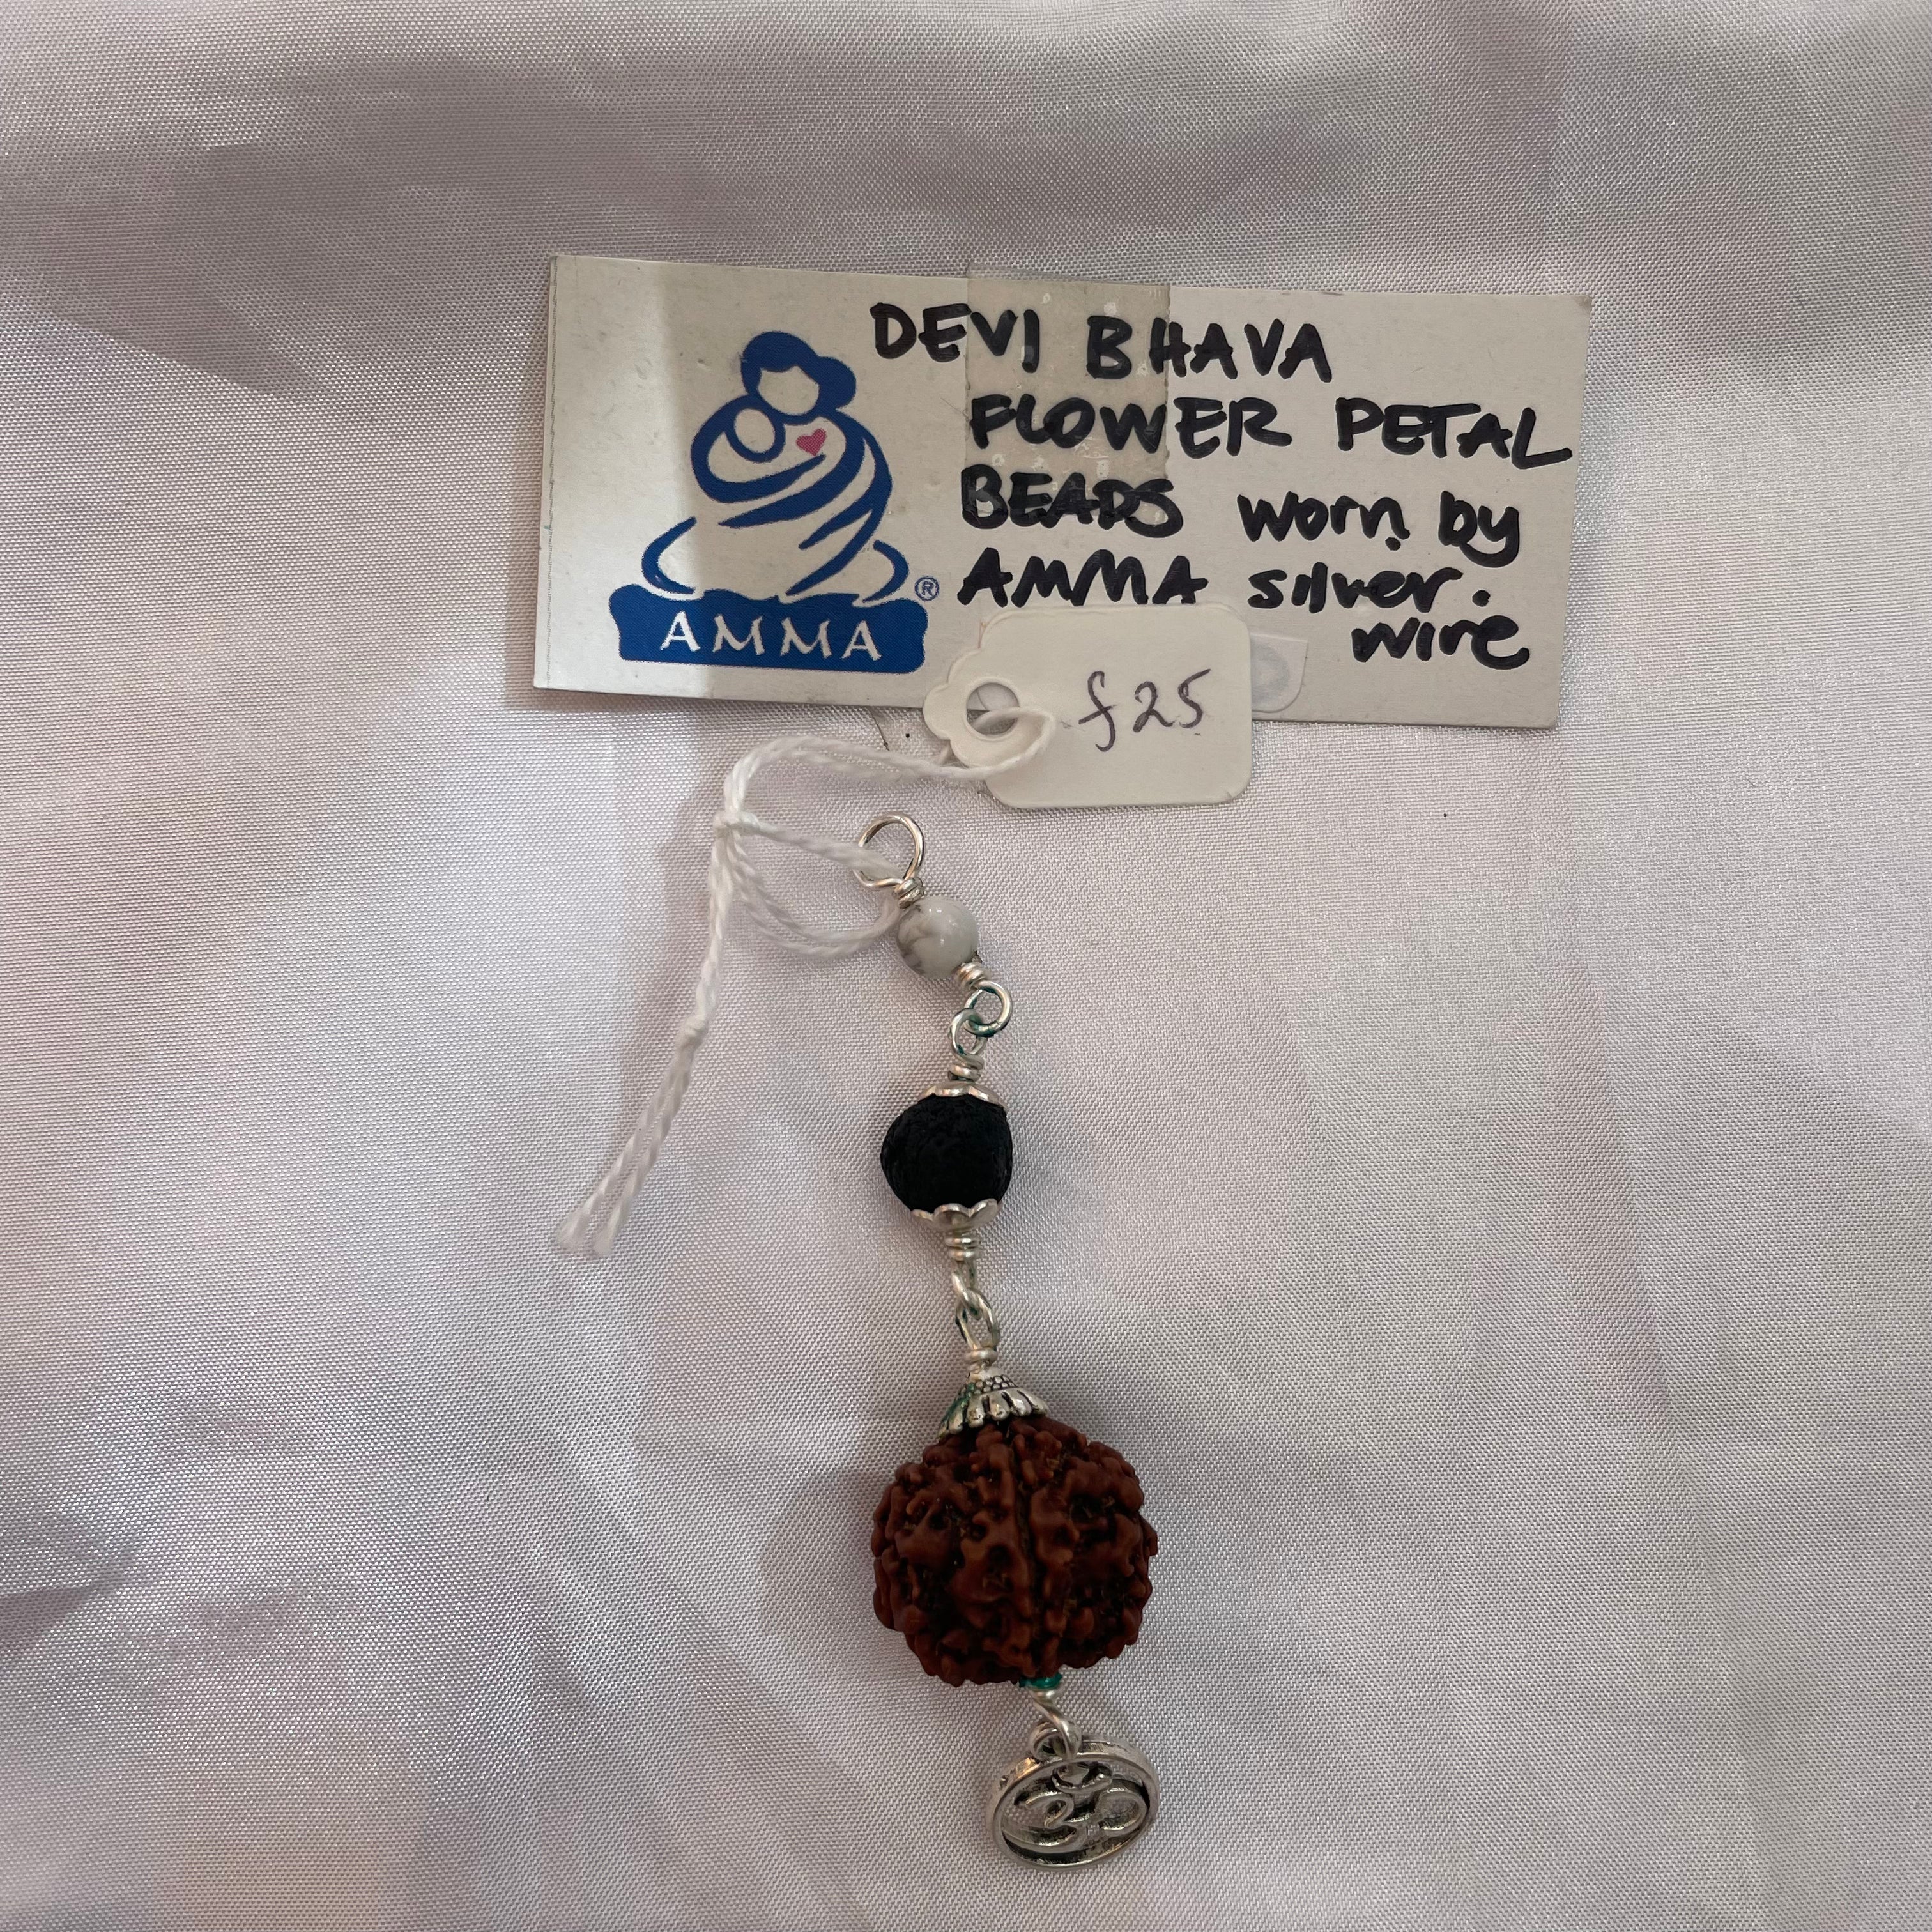 DEVI BHAVA
FLOWER PETAL
BEADS worn by
AMMA silver.
wire
AMMA
®
£25
ॐ